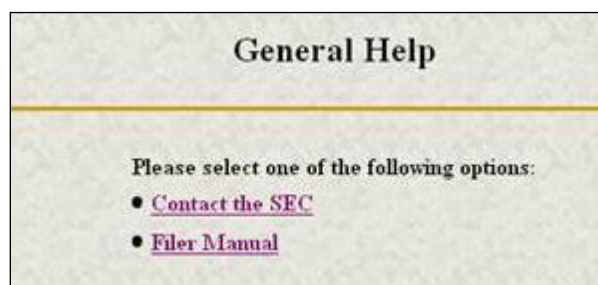 General Help
Please select one of the following options:
Contact the SEC
Filer Manual